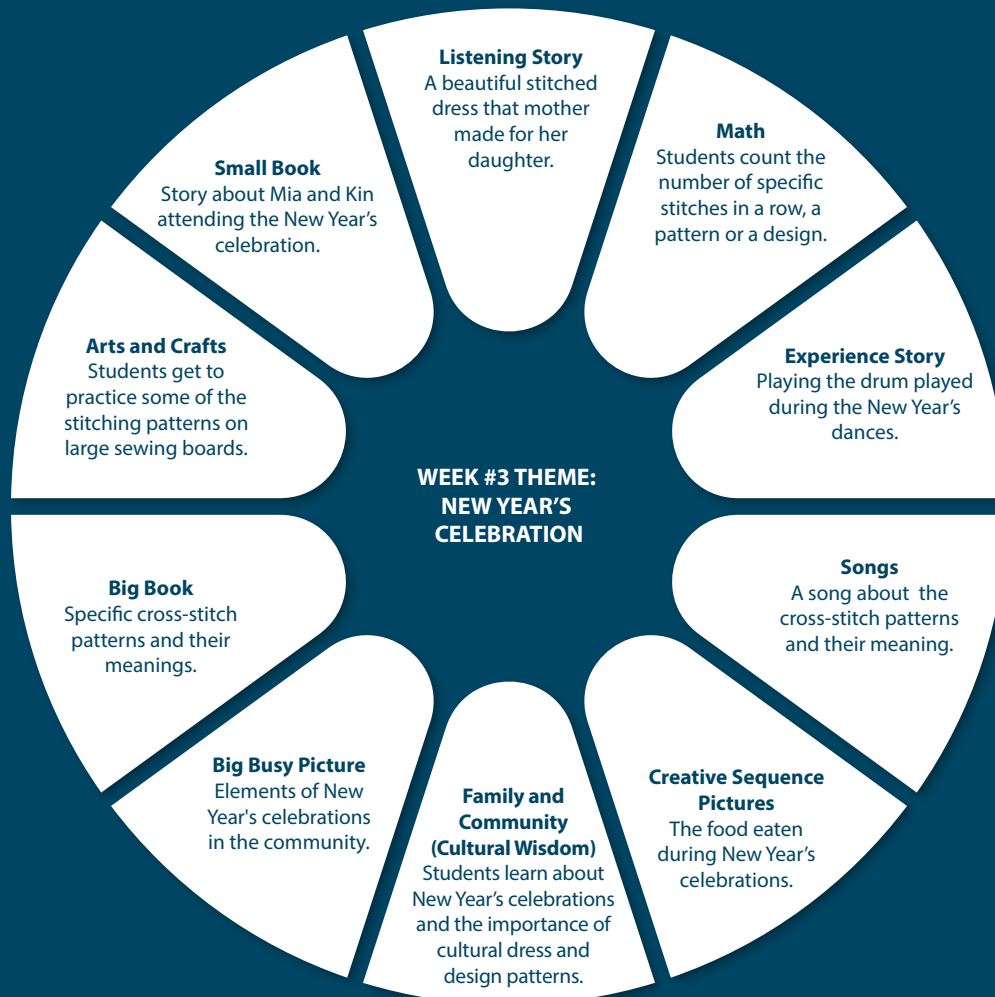 Listening Story
A beautiful stitched
dress that mother
made for her
daughter.
Math
Students count the
number of specific
stitches in a row, a
pattern or a design.
Experience Story
Playing the drum played
during the New Year’s
dances.
Songs
A song about the
cross-stitch patterns
and their meaning.
Creative Sequence
Pictures
The food eaten
during New Year’s
celebrations.
Family and
Community
(Cultural Wisdom)
Students learn about
New Year’s celebrations
and the importance of
cultural dress and
design patterns.
Big Busy Picture
Elements of New
Year's celebrations
in the community.
Big Book
Specific cross-stitch
patterns and their
meanings.
Arts and Crafts
Students get to
practice some of the
stitching patterns on
large sewing boards.
Small Book
Story about Mia and Kin
attending the New Year’s
celebration.
WEEK #3 THEME:
NEW YEAR’S
CELEBRATION